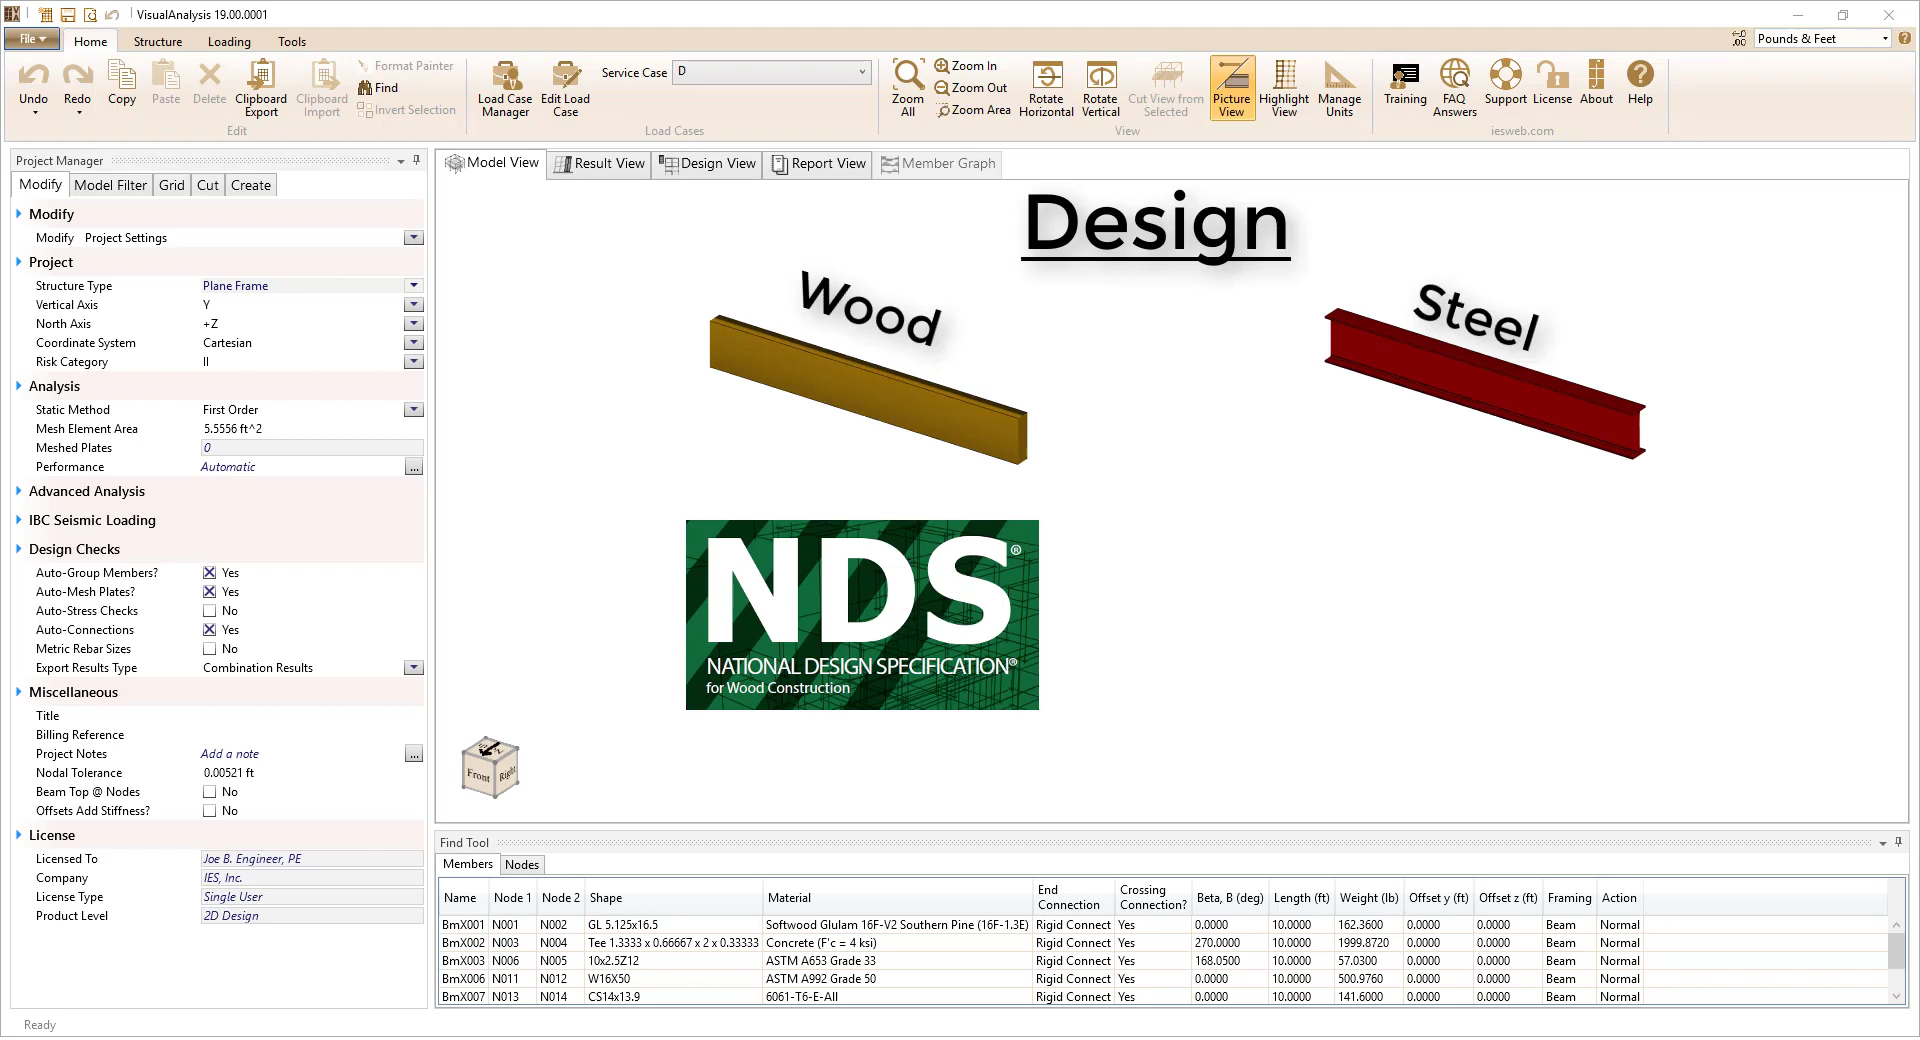 VisualAnalysis 19.00.0001
File Home Structure Loading Tools
Pounds & Feet
Undo Redo Copy Paste Delete Clipboard Export Clipboard Import Format Painter Find Invert Selection
Edit
Load Case Manager Edit Load Case Service Case D
Load Cases
Zoom All Zoom In Zoom Out Zoom Area Rotate Horizontal Rotate Vertical Cut View from Selected Picture View Highlight View Manage Units
View
Training FAQ Answers Support License About Help
iesweb.com
Project Manager
Modify Model Filter Grid Cut Create
Modify
Modify Project Settings
Project
Structure Type Plane Frame
Vertical Axis Y
North Axis +Z
Coordinate System Cartesian
Risk Category II
Analysis
Static Method First Order
Mesh Element Area 5.5556 ft^2
Meshed Plates 0
Performance Automatic ...
Advanced Analysis
IBC Seismic Loading
Design Checks
Auto-Group Members? Yes
Auto-Mesh Plates? Yes
Auto-Stress Checks No
Auto-Connections Yes
Metric Rebar Sizes No
Export Results Type Combination Results
Miscellaneous
Title
Billing Reference
Project Notes Add a note ...
Nodal Tolerance 0.00521 ft
Beam Top @ Nodes No
Offsets Add Stiffness? No
License
Licensed To Joe B. Engineer, PE
Company IES, Inc.
License Type Single User
Product Level 2D Design
Model View Result View Design View Report View Member Graph
Design
Wood
Steel
NDS®
NATIONAL DESIGN SPECIFICATION®
for Wood Construction
Front Right
Find Tool
Members Nodes
Name Node 1 Node 2 Shape Material End Connection Crossing Connection? Beta, B (deg) Length (ft) Weight (lb) Offset y (ft) Offset z (ft) Framing Action
BmX001 N001 N002 GL 5.125x16.5 Softwood Glulam 16F-V2 Southern Pine (16F-1.3E) Rigid Connect Yes 0.0000 10.0000 162.3600 0.0000 0.0000 Beam Normal
BmX002 N003 N004 Tee 1.3333 x 0.66667 x 2 x 0.33333 Concrete (F'c = 4 ksi) Rigid Connect Yes 270.0000 10.0000 1999.8720 0.0000 0.0000 Beam Normal
BmX003 N006 N005 10x2.5Z12 ASTM A653 Grade 33 Rigid Connect Yes 168.0500 10.0000 57.0300 0.0000 0.0000 Beam Normal
BmX006 N011 N012 W16X50 ASTM A992 Grade 50 Rigid Connect Yes 0.0000 10.0000 500.9760 0.0000 0.0000 Beam Normal
BmX007 N013 N014 CS14x13.9 6061-T6-E-All Rigid Connect Yes 0.0000 10.0000 141.6000 0.0000 0.0000 Beam Normal
Ready